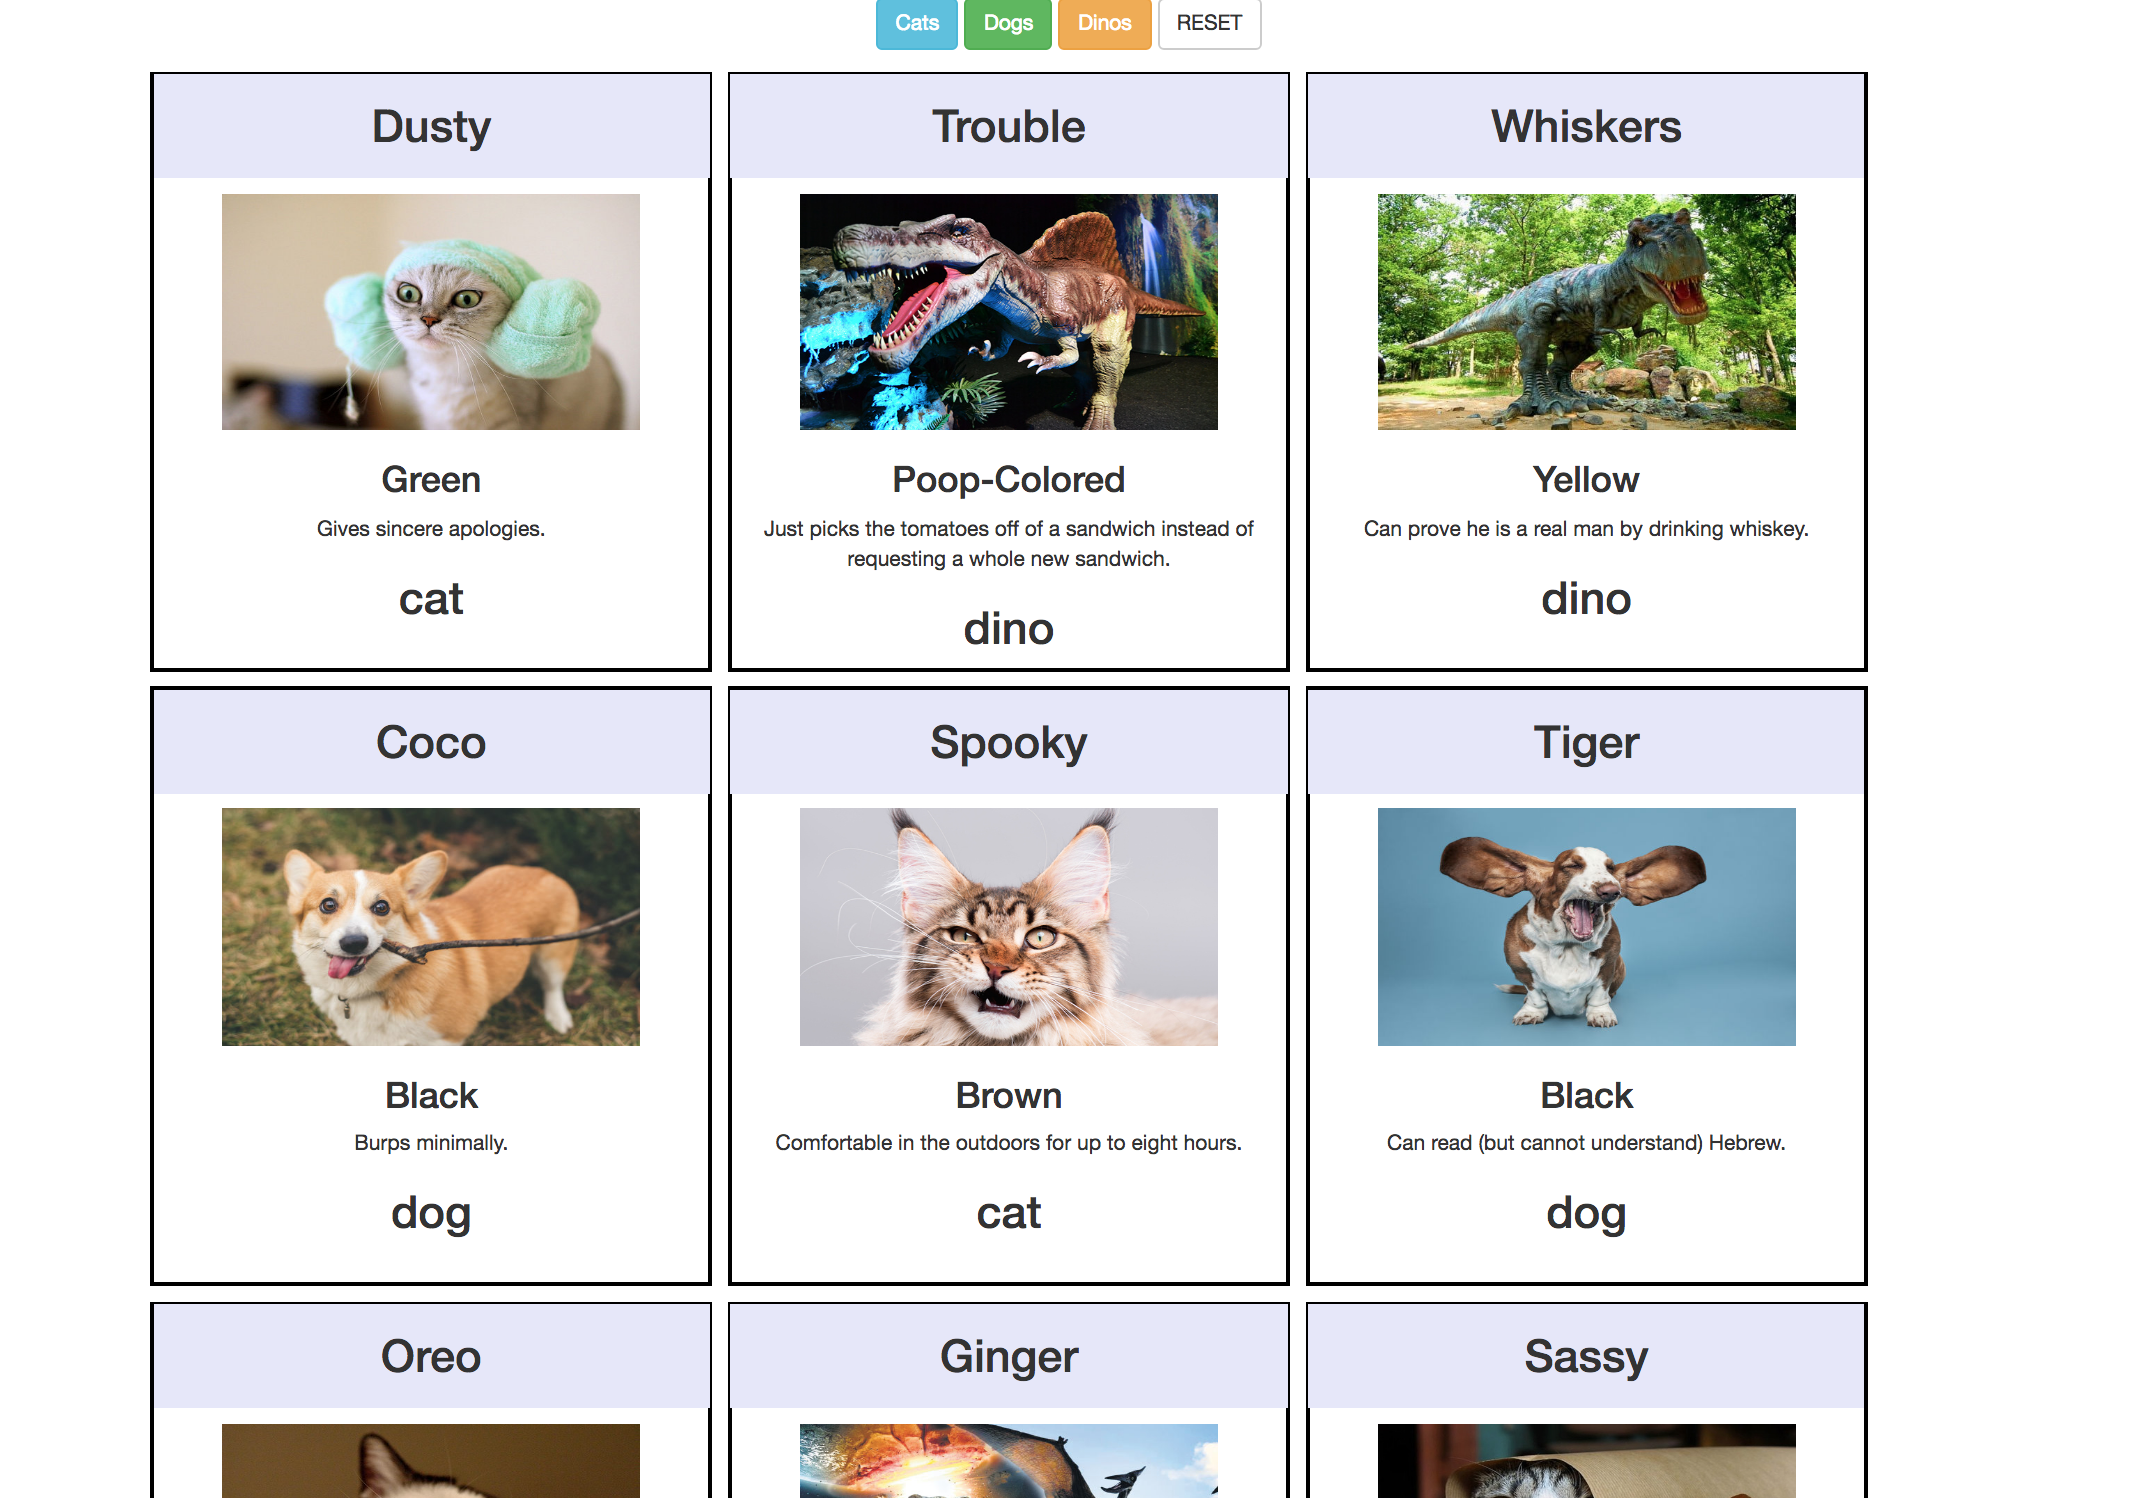 Cats Dogs Dinos RESET
Dusty
Green
Gives sincere apologies.
cat
Trouble
Poop-Colored
Just picks the tomatoes off of a sandwich instead of
requesting a whole new sandwich.
dino
Whiskers
Yellow
Can prove he is a real man by drinking whiskey.
dino
Coco
Black
Burps minimally.
dog
Spooky
Brown
Comfortable in the outdoors for up to eight hours.
cat
Tiger
Black
Can read (but cannot understand) Hebrew.
dog
Oreo
Ginger
Sassy